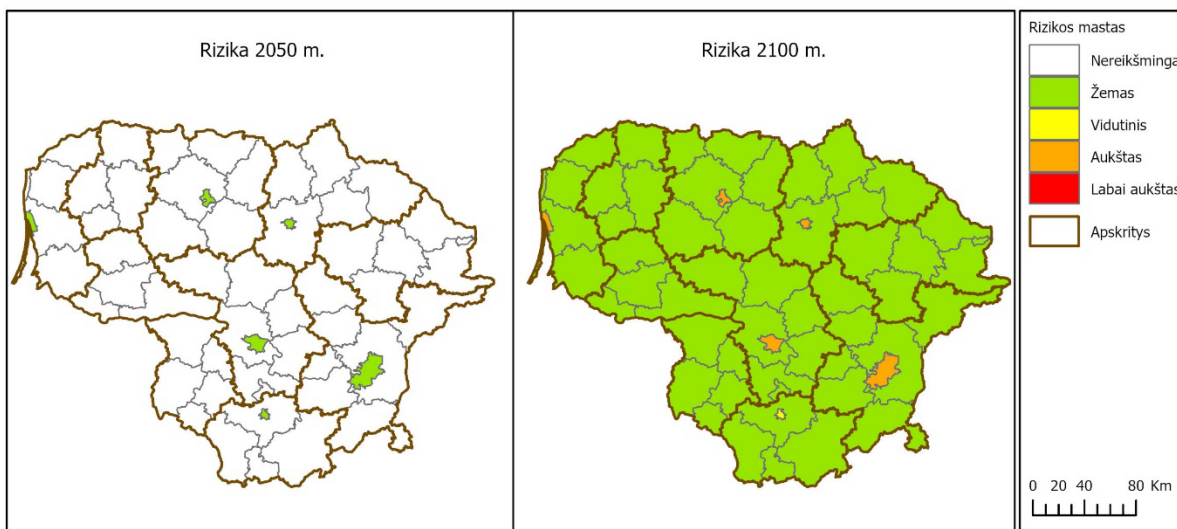 Rizika 2050 m.
Rizika 2100 m.
Rizikos mastas
Nereikšminga
Žemas
Vidutinis
Aukštas
Labai aukštas
Apskritys
0 20 40 80 Km